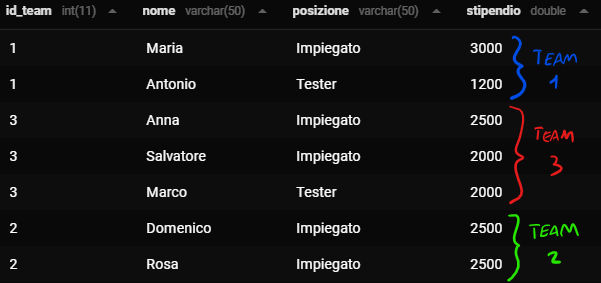 id_team int(11) nome varchar(50) posizione varchar(50) stipendio double
1 Maria Impiegato 3000
1 Antonio Tester 1200
TEAM
1
3 Anna Impiegato 2500
3 Salvatore Impiegato 2000
3 Marco Tester 2000
TEAM
3
2 Domenico Impiegato 2500
2 Rosa Impiegato 2500
TEAM
2